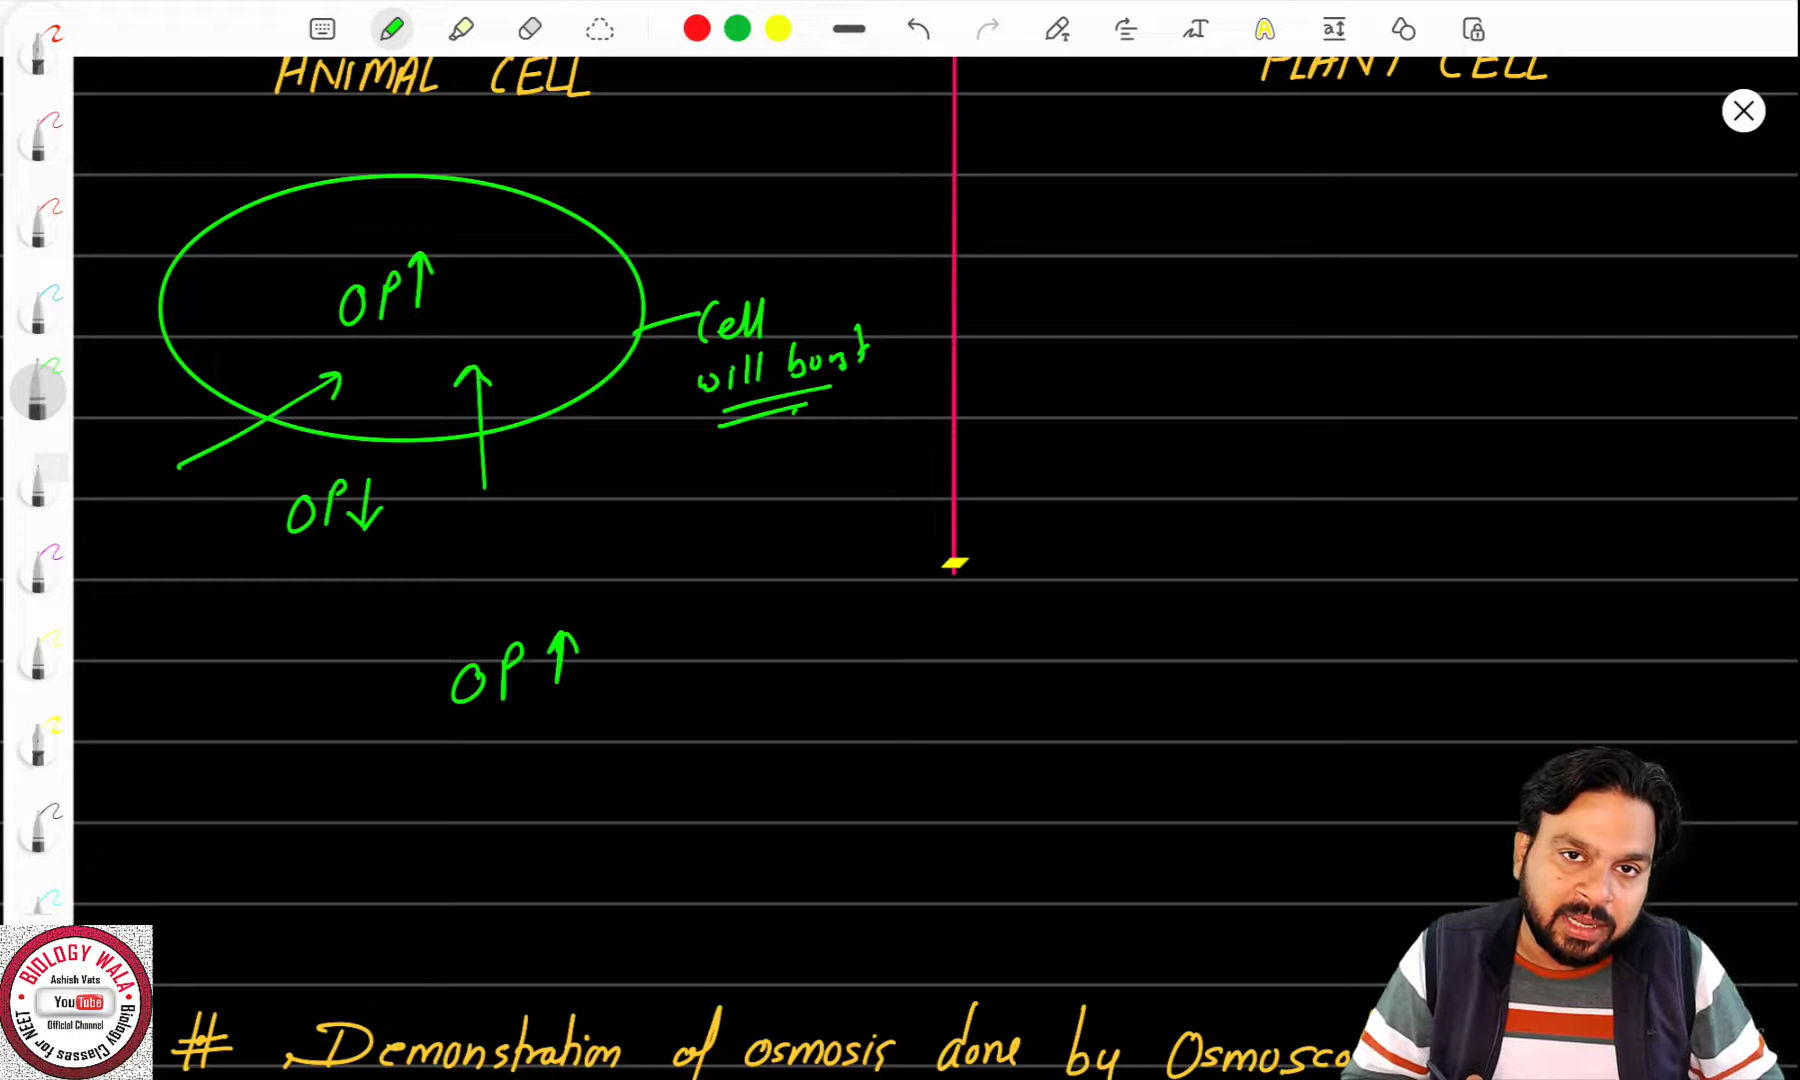 ANIMAL CELL
PLANT CELL
OP↑
Cell
will burst
OP↓
OP ↑
BIOLOGY WALA
Ashish Vats
YouTube
Official Channel
Biology Classes for NEET
# Demonstration of osmosis done by Osmosco